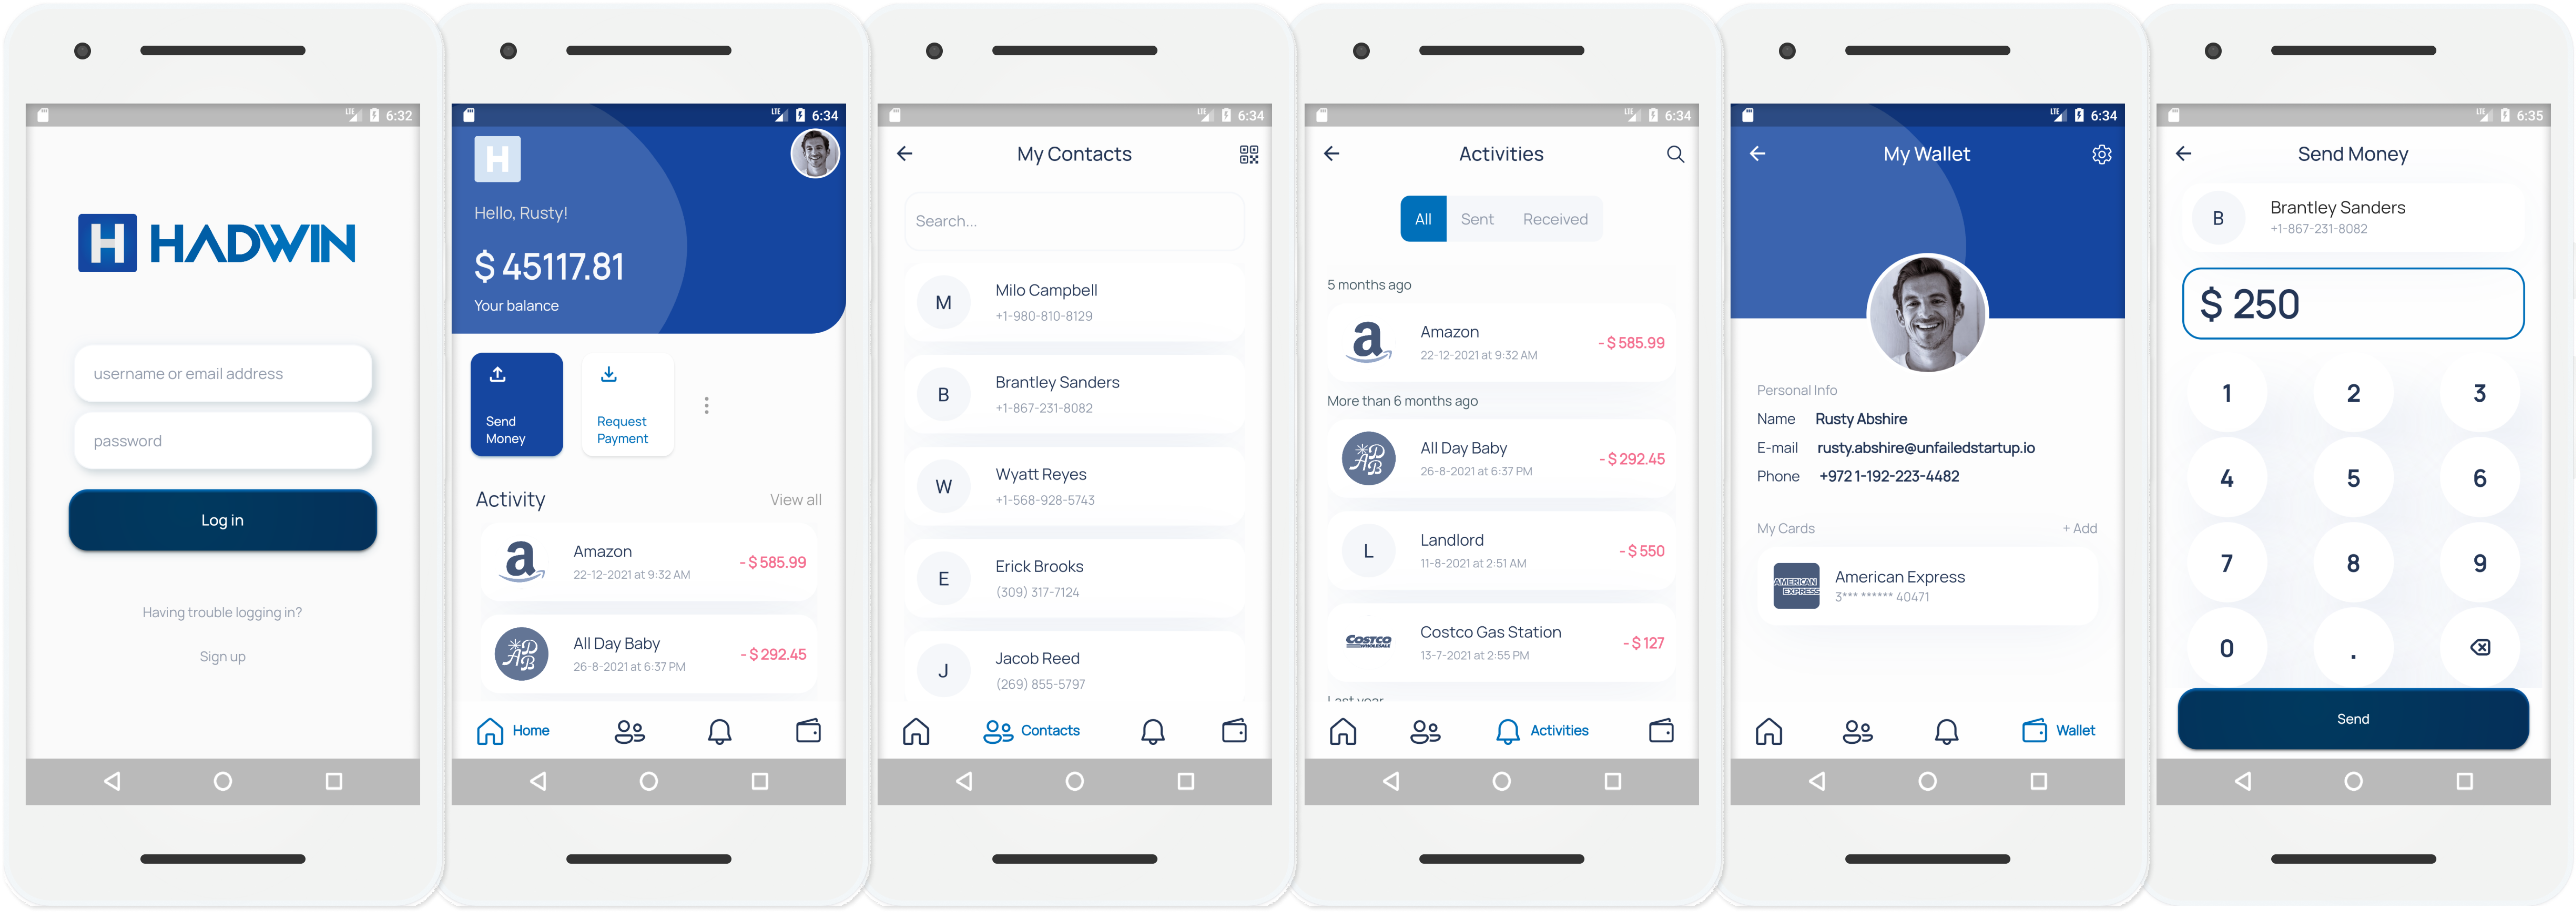 LTE 6:32
H HADWIN
username or email address
password
Log in
Having trouble logging in?
Sign up
LTE 6:34
H
Hello, Rusty!
$ 45117.81
Your balance
Send
Money
Request
Payment
Activity View all
a Amazon
22-12-2021 at 9:32 AM
- $ 585.99
ADB All Day Baby
26-8-2021 at 6:37 PM
- $ 292.45
Home
LTE 6:34
My Contacts
Search...
M Milo Campbell
+1-980-810-8129
B Brantley Sanders
+1-867-231-8082
W Wyatt Reyes
+1-568-928-5743
E Erick Brooks
(309) 317-7124
J Jacob Reed
(269) 855-5797
Contacts
LTE 6:34
Activities
All Sent Received
5 months ago
a Amazon
22-12-2021 at 9:32 AM
- $ 585.99
More than 6 months ago
ADB All Day Baby
26-8-2021 at 6:37 PM
- $ 292.45
L Landlord
11-8-2021 at 2:51 AM
- $ 550
COSTCO WHOLESALE Costco Gas Station
13-7-2021 at 2:55 PM
- $ 127
Last year
Activities
LTE 6:34
My Wallet
Personal Info
Name Rusty Abshire
E-mail rusty.abshire@unfailedstartup.io
Phone +972 1-192-223-4482
My Cards + Add
AMERICAN EXPRESS American Express
3*** ****** 40471
Wallet
LTE 6:35
Send Money
B Brantley Sanders
+1-867-231-8082
$ 250
1 2 3
4 5 6
7 8 9
0 .
Send